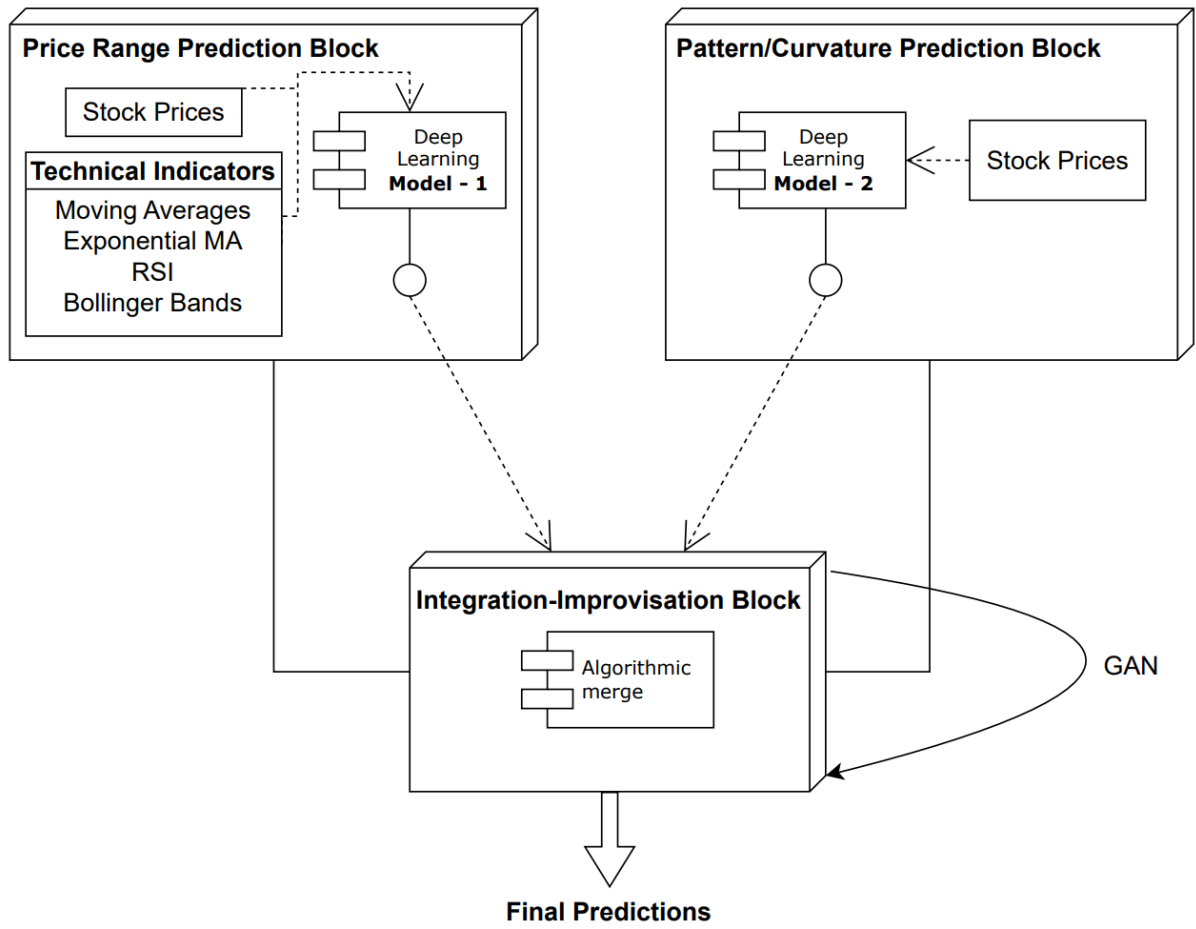 Price Range Prediction Block
Stock Prices
Technical Indicators
Moving Averages
Exponential MA
RSI
Bollinger Bands
Deep
Learning
Model - 1
Pattern/Curvature Prediction Block
Deep
Learning
Model - 2
Stock Prices
Integration-Improvisation Block
Algorithmic
merge
GAN
Final Predictions